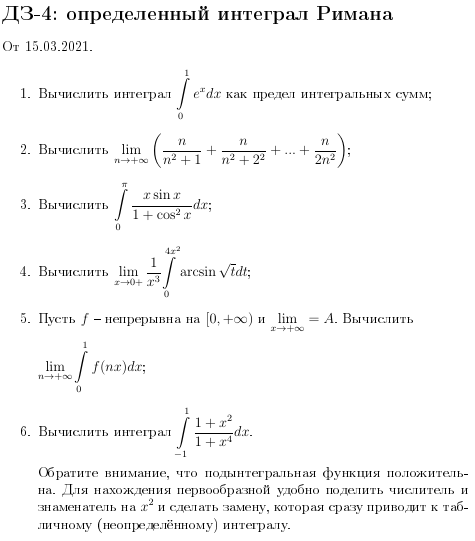 ДЗ-4: определенный интеграл Римана
От 15.03.2021.
1. Вычислить интеграл $\int\limits_0^1 e^x dx$ как предел интегральных сумм;
2. Вычислить $\lim\limits_{n\to+\infty}\left(\frac{n}{n^2+1}+\frac{n}{n^2+2^2}+...+\frac{n}{2n^2}\right)$;
3. Вычислить $\int\limits_0^\pi \frac{x\sin x}{1+\cos^2 x}dx$;
4. Вычислить $\lim\limits_{x\to 0+}\frac{1}{x^3}\int\limits_0^{4x^2}\arcsin\sqrt{t}dt$;
5. Пусть $f$ – непрерывна на $[0,+\infty)$ и $\lim\limits_{x\to+\infty}=A$. Вычислить
$\lim\limits_{n\to+\infty}\int\limits_0^1 f(nx)dx$;
6. Вычислить интеграл $\int\limits_{-1}^1 \frac{1+x^2}{1+x^4}dx$.
Обратите внимание, что подынтегральная функция положитель-
на. Для нахождения первообразной удобно поделить числитель и
знаменатель на $x^2$ и сделать замену, которая сразу приводит к таб-
личному (неопределённому) интегралу.